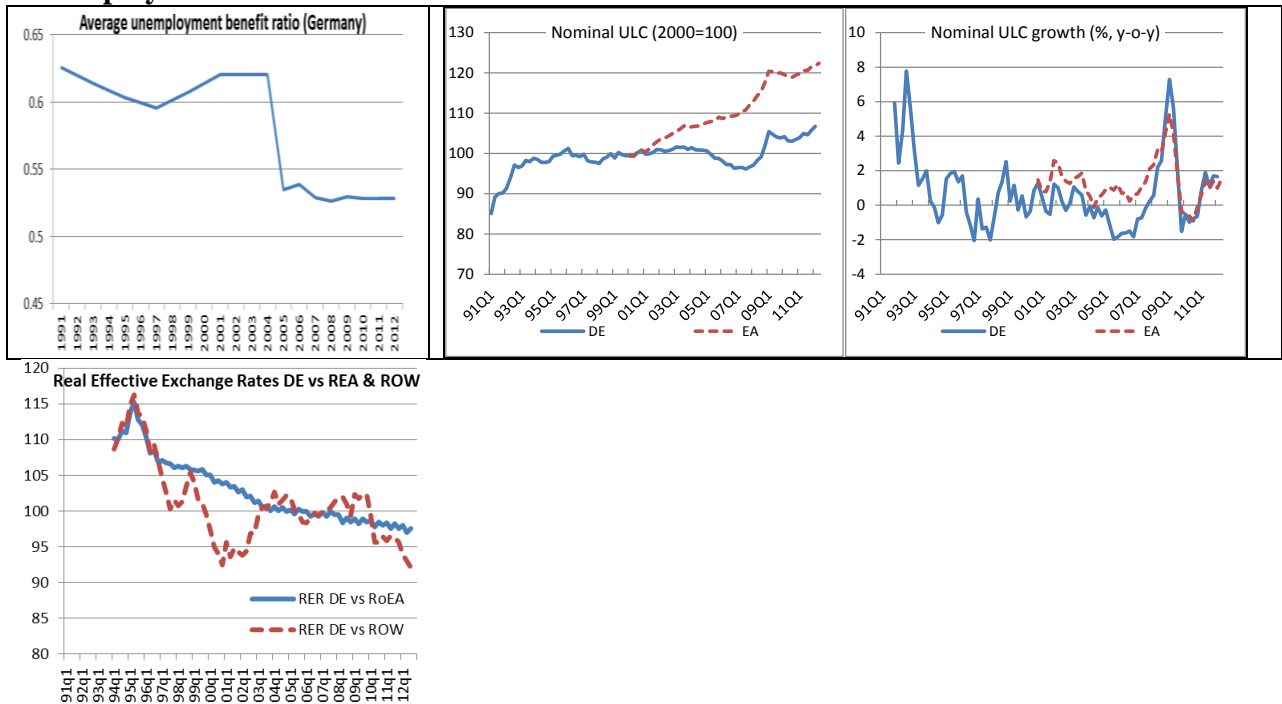 Average unemployment benefit ratio (Germany)
0.65
0.6
0.55
0.5
0.45
1991 1992 1993 1994 1995 1996 1997 1998 1999 2000 2001 2002 2003 2004 2005 2006 2007 2008 2009 2010 2011 2012
Nominal ULC (2000=100)
130
120
110
100
90
80
70
91Q1 93Q1 95Q1 97Q1 99Q1 01Q1 03Q1 05Q1 07Q1 09Q1 11Q1
DE EA
Nominal ULC growth (%, y-o-y)
10
8
6
4
2
0
-2
-4
91Q1 93Q1 95Q1 97Q1 99Q1 01Q1 03Q1 05Q1 07Q1 09Q1 11Q1
DE EA
Real Effective Exchange Rates DE vs REA & ROW
120
115
110
105
100
95
90
85
80
RER DE vs RoEA
RER DE vs ROW
91q1 92q1 93q1 94q1 95q1 96q1 97q1 98q1 99q1 00q1 01q1 02q1 03q1 04q1 05q1 06q1 07q1 08q1 09q1 10q1 11q1 12q1